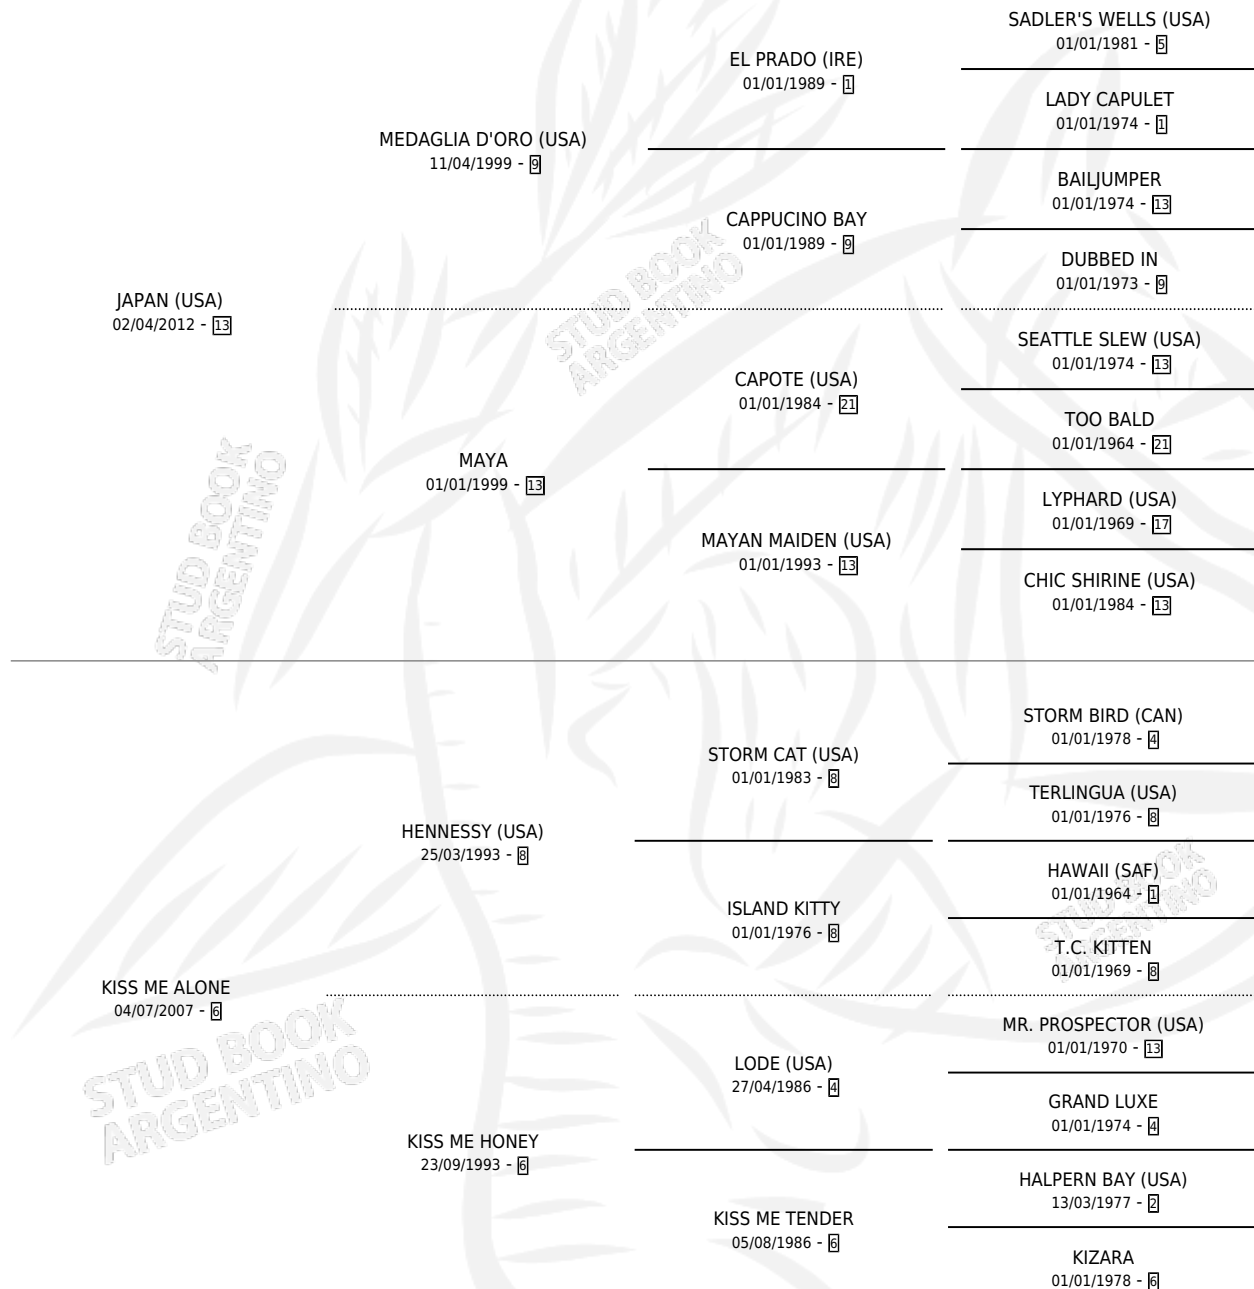 SADLER'S WELLS (USA)
01/01/1981 - 5
EL PRADO (IRE)
01/01/1989 - 1
LADY CAPULET
01/01/1974 - 1
MEDAGLIA D'ORO (USA)
11/04/1999 - 9
BAILJUMPER
01/01/1974 - 13
CAPPUCINO BAY
01/01/1989 - 9
DUBBED IN
01/01/1973 - 9
JAPAN (USA)
02/04/2012 - 13
SEATTLE SLEW (USA)
01/01/1974 - 13
CAPOTE (USA)
01/01/1984 - 21
TOO BALD
01/01/1964 - 21
MAYA
01/01/1999 - 13
LYPHARD (USA)
01/01/1969 - 17
MAYAN MAIDEN (USA)
01/01/1993 - 13
CHIC SHIRINE (USA)
01/01/1984 - 13
STORM BIRD (CAN)
01/01/1978 - 4
STORM CAT (USA)
01/01/1983 - 8
TERLINGUA (USA)
01/01/1976 - 8
HENNESSY (USA)
25/03/1993 - 8
HAWAII (SAF)
01/01/1964 - 1
ISLAND KITTY
01/01/1976 - 8
T.C. KITTEN
01/01/1969 - 8
KISS ME ALONE
04/07/2007 - 6
MR. PROSPECTOR (USA)
01/01/1970 - 13
LODE (USA)
27/04/1986 - 4
GRAND LUXE
01/01/1974 - 4
KISS ME HONEY
23/09/1993 - 6
HALPERN BAY (USA)
13/03/1977 - 2
KISS ME TENDER
05/08/1986 - 6
KIZARA
01/01/1978 - 6
STUD BOOK
ARGENTINO
STUD BOOK
ARGENTINO
STUD BOOK
ARGENTINO
STUD BOOK
ARGENTINO